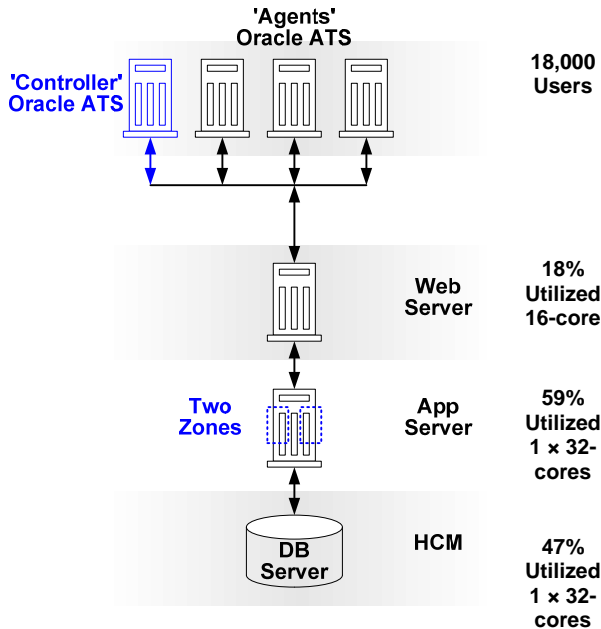 'Agents'
Oracle ATS
'Controller'
Oracle ATS
18,000
Users
Web
Server
18%
Utilized
16-core
Two
Zones
App
Server
59%
Utilized
1 × 32-
cores
DB
Server
HCM
47%
Utilized
1 × 32-
cores